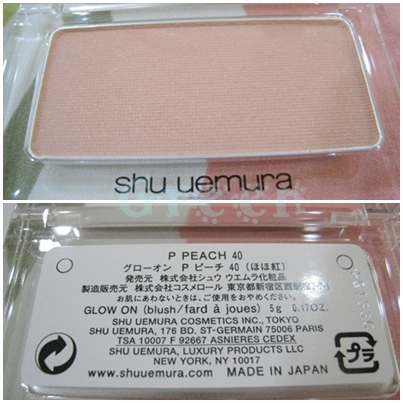 shu uemura
P PEACH 40
グローオン P ピーチ 40 (ほほ紅)
発売元 株式会社シュウ ウエムラ化粧品
製造販売元 株式会社コスメロール 東京都新宿区西新宿
お肌にあわないときは、ご使用をおやめください。
GLOW ON (blush/fard à joues) 5g 0.17OZ.
SHU UEMURA COSMETICS INC., TOKYO
SHU UEMURA, 176 BD. ST-GERMAIN 75006 PARIS
TSA 10007 F 92667 ASNIERES CEDEX
SHU UEMURA, LUXURY PRODUCTS LLC
NEW YORK, NY 10017
www.shuuemura.com MADE IN JAPAN
プラ